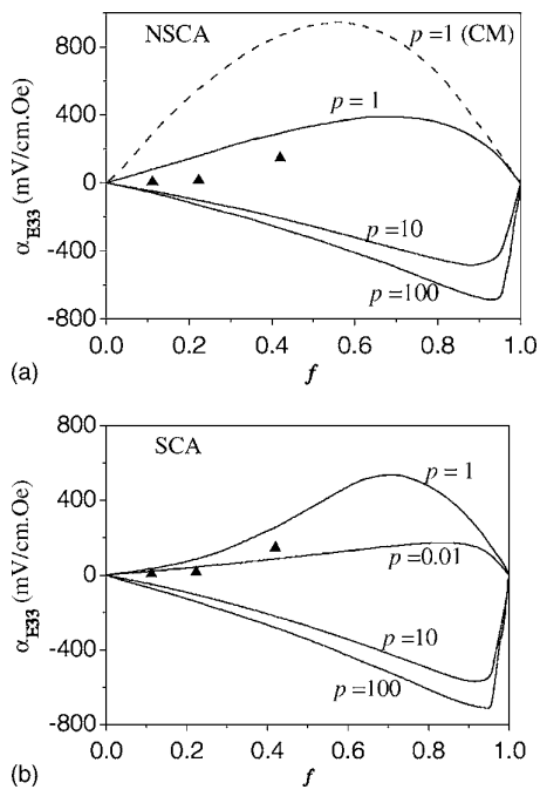 NSCA
p = 1 (CM)
p = 1
p = 10
p = 100
800
400
0
-400
-800
αE33 (mV/cm.Oe)
0.0 0.2 0.4 0.6 0.8 1.0
f
(a)
SCA
p = 1
p = 0.01
p = 10
p = 100
800
400
0
-400
-800
αE33 (mV/cm.Oe)
0.0 0.2 0.4 0.6 0.8 1.0
f
(b)